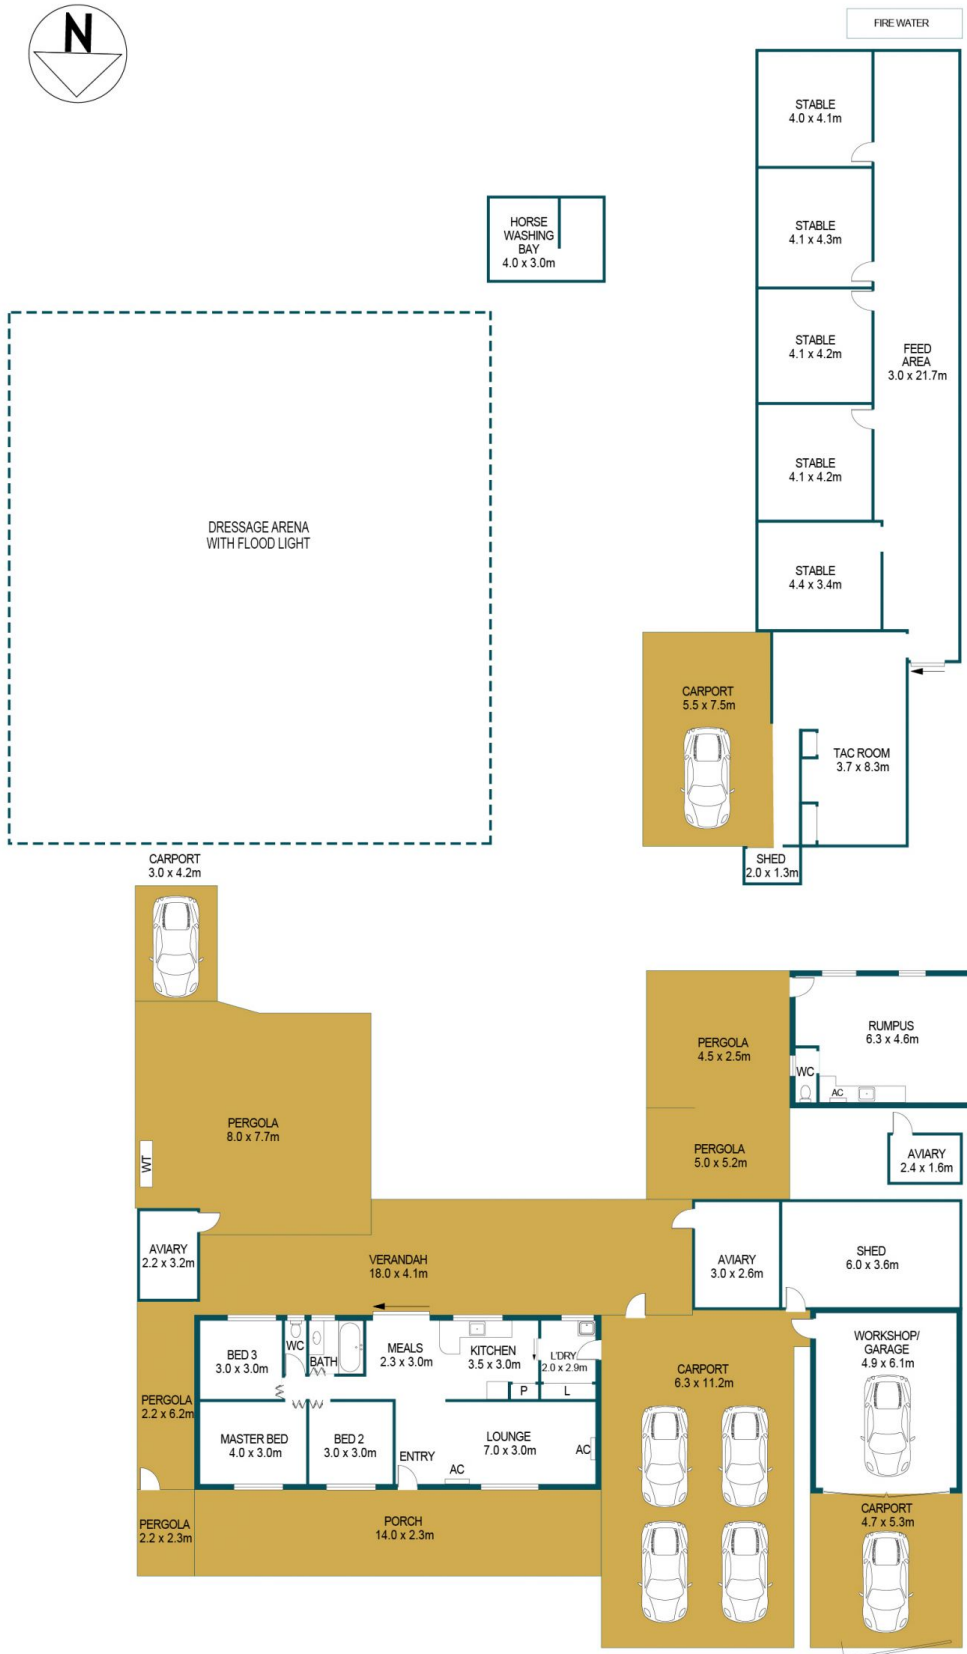 N
FIRE WATER
STABLE
4.0 x 4.1m
HORSE
WASHING
BAY
4.0 x 3.0m
STABLE
4.1 x 4.3m
STABLE
4.1 x 4.2m
FEED
AREA
3.0 x 21.7m
STABLE
4.1 x 4.2m
DRESSAGE ARENA
WITH FLOOD LIGHT
STABLE
4.4 x 3.4m
CARPORT
5.5 x 7.5m
TAC ROOM
3.7 x 8.3m
CARPORT
3.0 x 4.2m
SHED
2.0 x 1.3m
RUMPUS
6.3 x 4.6m
PERGOLA
4.5 x 2.5m
WC
AC
PERGOLA
8.0 x 7.7m
WT
PERGOLA
5.0 x 5.2m
AVIARY
2.4 x 1.6m
AVIARY
2.2 x 3.2m
VERANDAH
18.0 x 4.1m
AVIARY
3.0 x 2.6m
SHED
6.0 x 3.6m
BED 3
3.0 x 3.0m
WC
BATH
MEALS
2.3 x 3.0m
KITCHEN
3.5 x 3.0m
L'DRY
2.0 x 2.9m
P
L
WORKSHOP/
GARAGE
4.9 x 6.1m
CARPORT
6.3 x 11.2m
PERGOLA
2.2 x 6.2m
MASTER BED
4.0 x 3.0m
BED 2
3.0 x 3.0m
ENTRY
LOUNGE
7.0 x 3.0m
AC
AC
PERGOLA
2.2 x 2.3m
PORCH
14.0 x 2.3m
CARPORT
4.7 x 5.3m